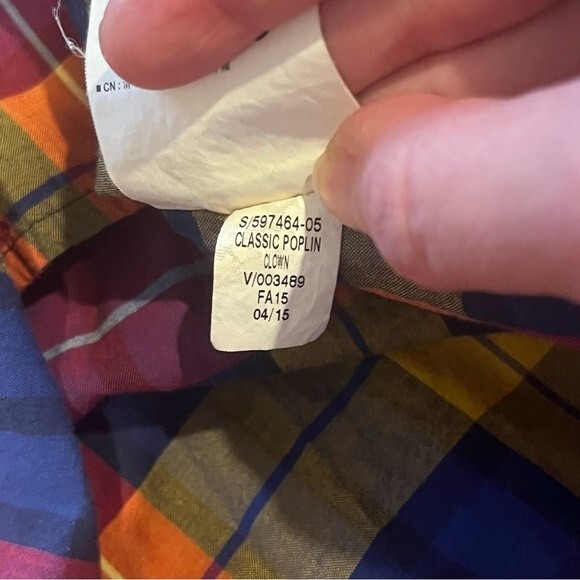 ■ CN :
S/597464-05
CLASSIC POPLIN
CLOWN
V/003489
FA15
04/15